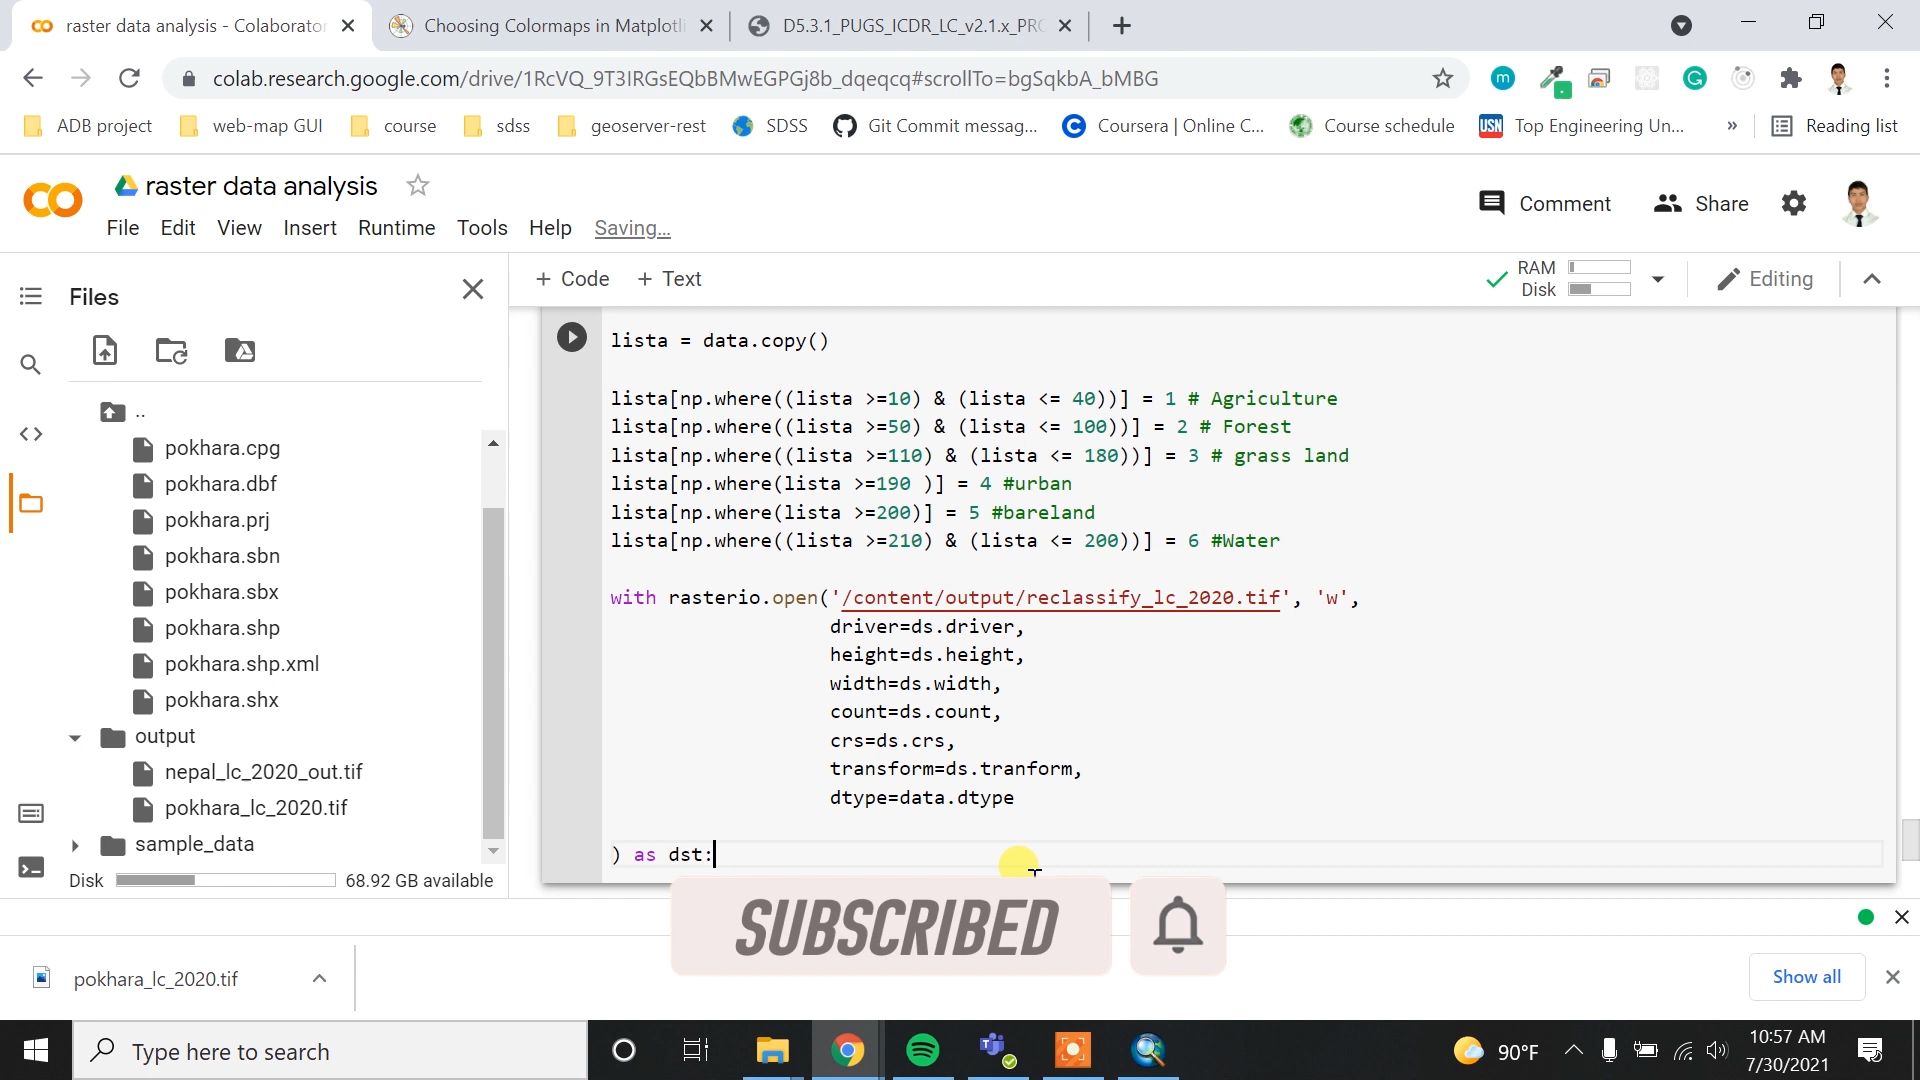 raster data analysis - Colaborator
Choosing Colormaps in Matplotli
D5.3.1_PUGS_ICDR_LC_v2.1.x_PRO
colab.research.google.com/drive/1RcVQ_9T3IRGsEQbBMwEGPGj8b_dqeqcq#scrollTo=bgSqkbA_bMBG
m
ADB project
web-map GUI
course
sdss
geoserver-rest
SDSS
Git Commit messag...
Coursera | Online C...
Course schedule
USN
Top Engineering Un...
»
Reading list
raster data analysis
Comment
Share
File Edit View Insert Runtime Tools Help Saving...
Files
+ Code + Text
RAM
Disk
Editing
..
pokhara.cpg
pokhara.dbf
pokhara.prj
pokhara.sbn
pokhara.sbx
pokhara.shp
pokhara.shp.xml
pokhara.shx
output
nepal_lc_2020_out.tif
pokhara_lc_2020.tif
sample_data
Disk 68.92 GB available
lista = data.copy()
lista[np.where((lista >=10) & (lista <= 40))] = 1 # Agriculture
lista[np.where((lista >=50) & (lista <= 100))] = 2 # Forest
lista[np.where((lista >=110) & (lista <= 180))] = 3 # grass land
lista[np.where(lista >=190 )] = 4 #urban
lista[np.where(lista >=200)] = 5 #bareland
lista[np.where((lista >=210) & (lista <= 200))] = 6 #Water
with rasterio.open('/content/output/reclassify_lc_2020.tif', 'w',
driver=ds.driver,
height=ds.height,
width=ds.width,
count=ds.count,
crs=ds.crs,
transform=ds.tranform,
dtype=data.dtype
) as dst:
SUBSCRIBED
pokhara_lc_2020.tif
Show all
Type here to search
90°F
10:57 AM
7/30/2021